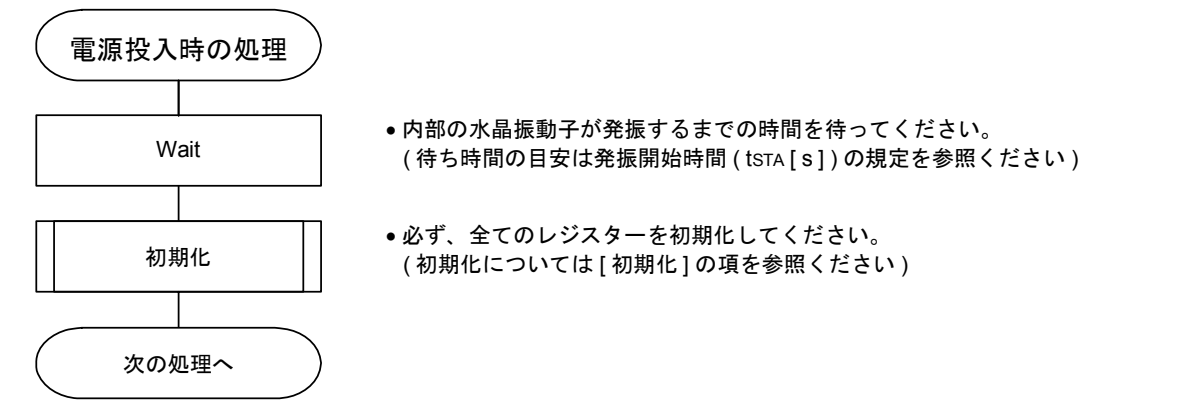 電源投入時の処理
Wait
• 内部の水晶振動子が発振するまでの時間を待ってください。
( 待ち時間の目安は発振開始時間 ( tSTA [ s ] ) の規定を参照ください )
初期化
• 必ず、全てのレジスターを初期化してください。
( 初期化については [ 初期化 ] の項を参照ください )
次の処理へ